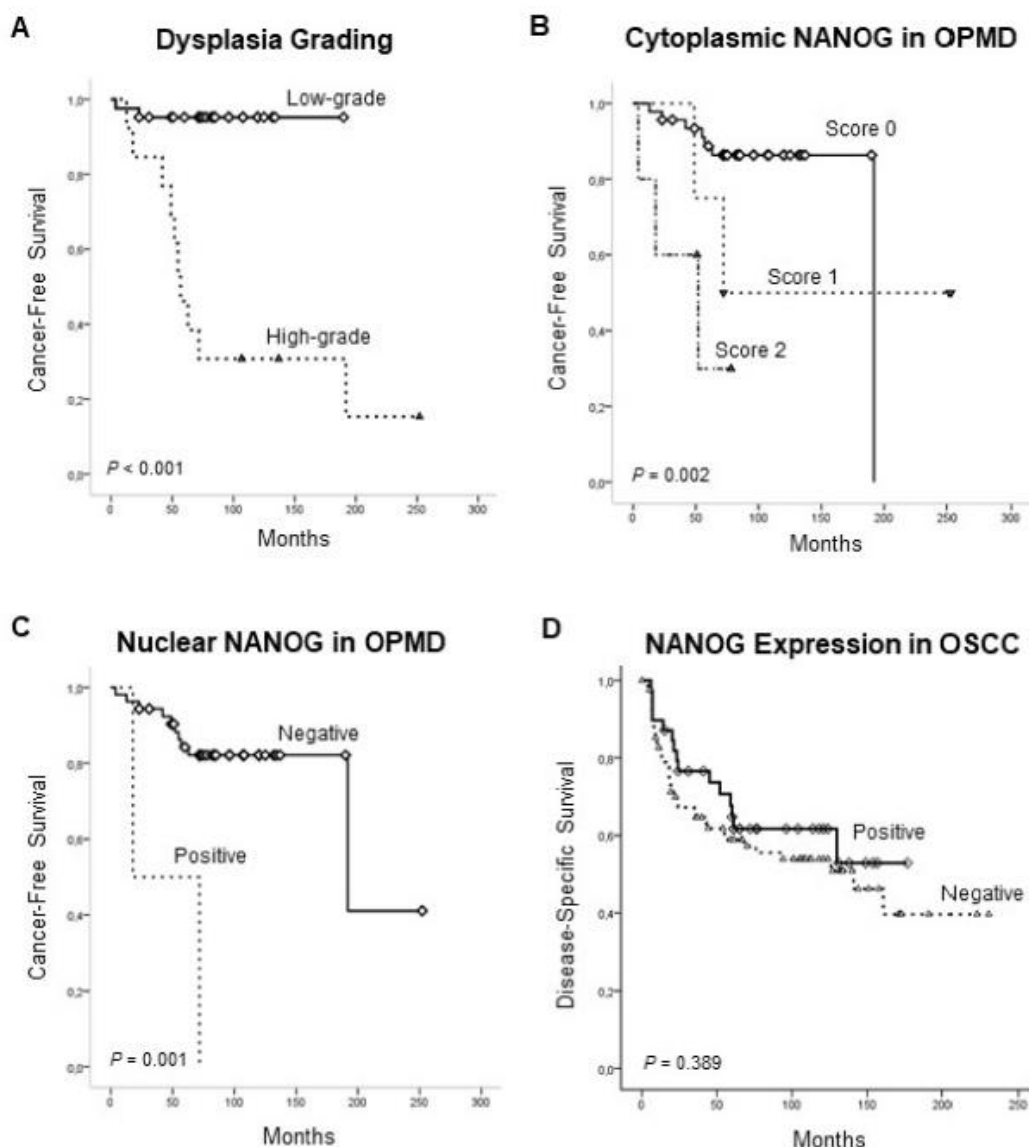 A
Dysplasia Grading
Cancer-Free Survival
1,0
0,8
0,6
0,4
0,2
0,0
Low-grade
High-grade
P < 0.001
0 50 100 150 200 250 300
Months
B
Cytoplasmic NANOG in OPMD
Cancer-Free Survival
1,0
0,8
0,6
0,4
0,2
0,0
Score 0
Score 1
Score 2
P = 0.002
0 50 100 150 200 250 300
Months
C
Nuclear NANOG in OPMD
Cancer-Free Survival
1,0
0,8
0,6
0,4
0,2
0,0
Negative
Positive
P = 0.001
0 50 100 150 200 250 300
Months
D
NANOG Expression in OSCC
Disease-Specific Survival
1,0
0,8
0,6
0,4
0,2
0,0
Positive
Negative
P = 0.389
0 50 100 150 200 250
Months